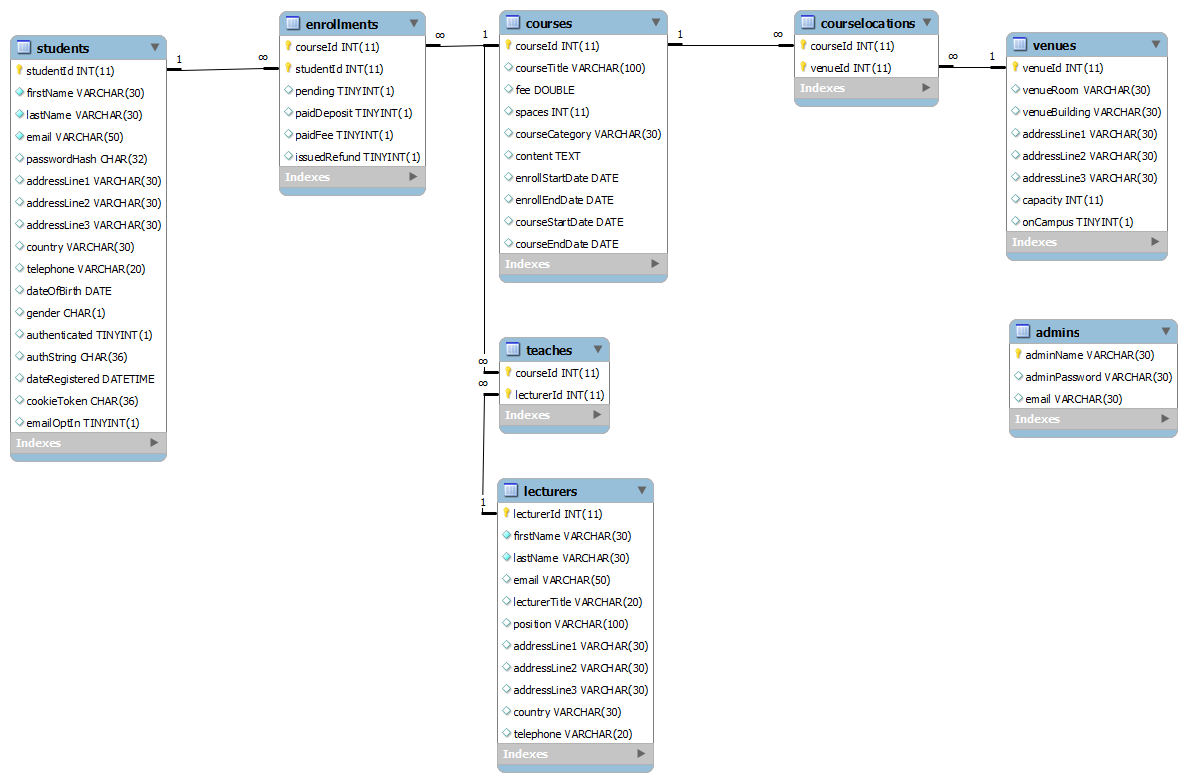 students
studentId INT(11)
firstName VARCHAR(30)
lastName VARCHAR(30)
email VARCHAR(50)
passwordHash CHAR(32)
addressLine1 VARCHAR(30)
addressLine2 VARCHAR(30)
addressLine3 VARCHAR(30)
country VARCHAR(30)
telephone VARCHAR(20)
dateOfBirth DATE
gender CHAR(1)
authenticated TINYINT(1)
authString CHAR(36)
dateRegistered DATETIME
cookieToken CHAR(36)
emailOptIn TINYINT(1)
Indexes
1
∞
enrollments
courseId INT(11)
studentId INT(11)
pending TINYINT(1)
paidDeposit TINYINT(1)
paidFee TINYINT(1)
issuedRefund TINYINT(1)
Indexes
∞
1
courses
courseId INT(11)
courseTitle VARCHAR(100)
fee DOUBLE
spaces INT(11)
courseCategory VARCHAR(30)
content TEXT
enrollStartDate DATE
enrollEndDate DATE
courseStartDate DATE
courseEndDate DATE
Indexes
1
∞
courselocations
courseId INT(11)
venueId INT(11)
Indexes
∞
1
venues
venueId INT(11)
venueRoom VARCHAR(30)
venueBuilding VARCHAR(30)
addressLine1 VARCHAR(30)
addressLine2 VARCHAR(30)
addressLine3 VARCHAR(30)
capacity INT(11)
onCampus TINYINT(1)
Indexes
∞
∞
teaches
courseId INT(11)
lecturerId INT(11)
Indexes
admins
adminName VARCHAR(30)
adminPassword VARCHAR(30)
email VARCHAR(30)
Indexes
1
lecturers
lecturerId INT(11)
firstName VARCHAR(30)
lastName VARCHAR(30)
email VARCHAR(50)
lecturerTitle VARCHAR(20)
position VARCHAR(100)
addressLine1 VARCHAR(30)
addressLine2 VARCHAR(30)
addressLine3 VARCHAR(30)
country VARCHAR(30)
telephone VARCHAR(20)
Indexes